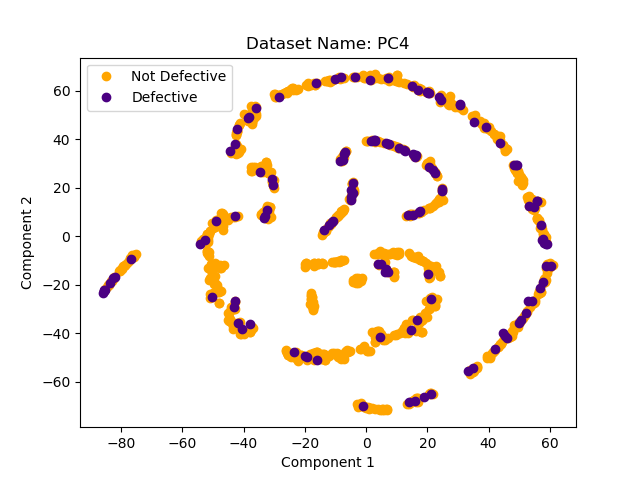 Dataset Name: PC4
Not Defective
Defective
Component 2
60
40
20
0
−20
−40
−60
−80 −60 −40 −20 0 20 40 60
Component 1